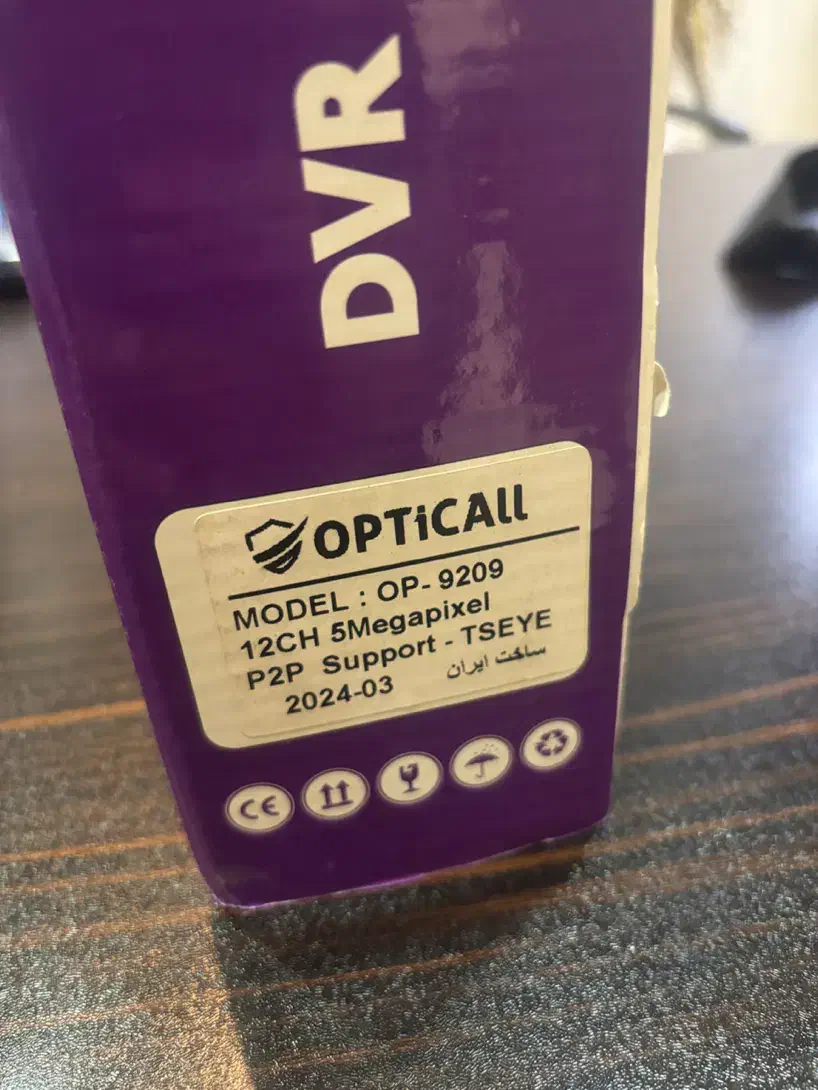 DVR
OPTiCAll
MODEL : OP- 9209
12CH 5Megapixel
P2P Support - TSEYE
2024-03 ساخت ایران
CE